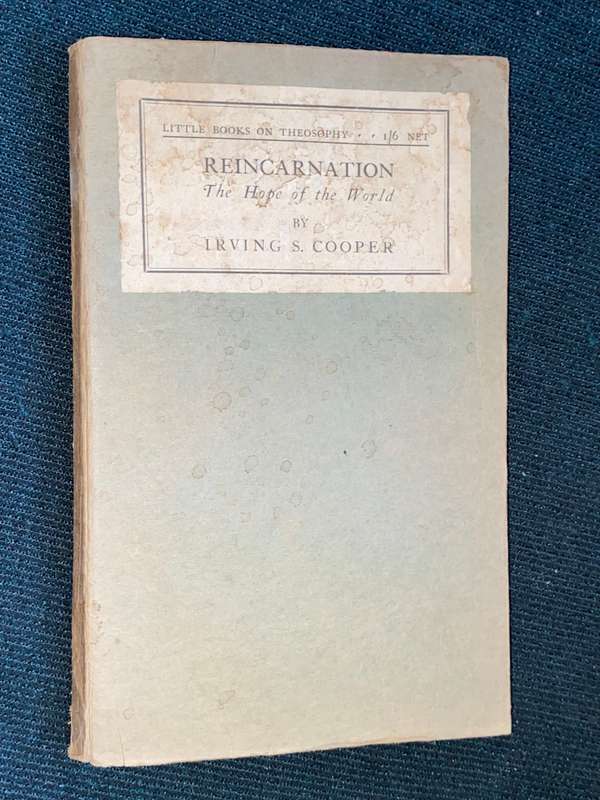 LITTLE BOOKS ON THEOSOPHY · · 1/6 NET
REINCARNATION
The Hope of the World
BY
IRVING S. COOPER